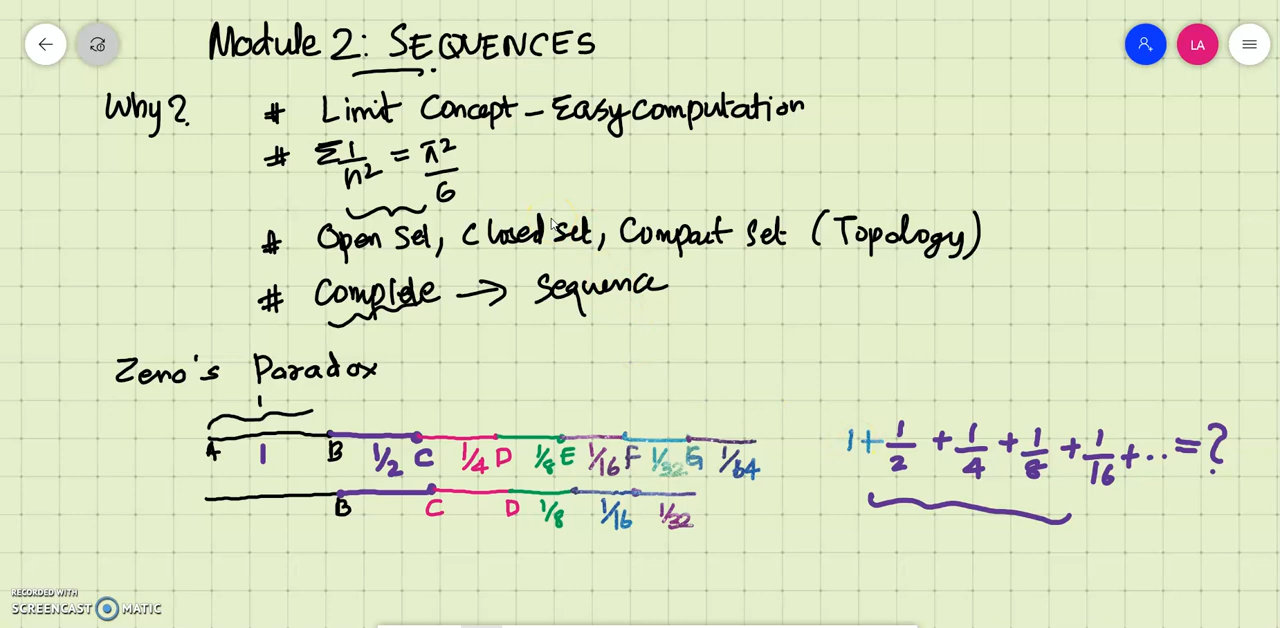 Module 2: SEQUENCES
LA
Why? # Limit Concept - Easy computation
# Σ 1/n² = π²/6
# Open Set, Closed set, Compact Set (Topology)
# Complete → Sequence
Zeno's Paradox
1
A 1 B 1/2 C 1/4 D 1/8 E 1/16 F 1/32 G 1/64
B C D 1/8 1/16 1/32
1 + 1/2 + 1/4 + 1/8 + 1/16 + .. = ?
RECORDED WITH
SCREENCAST MATIC